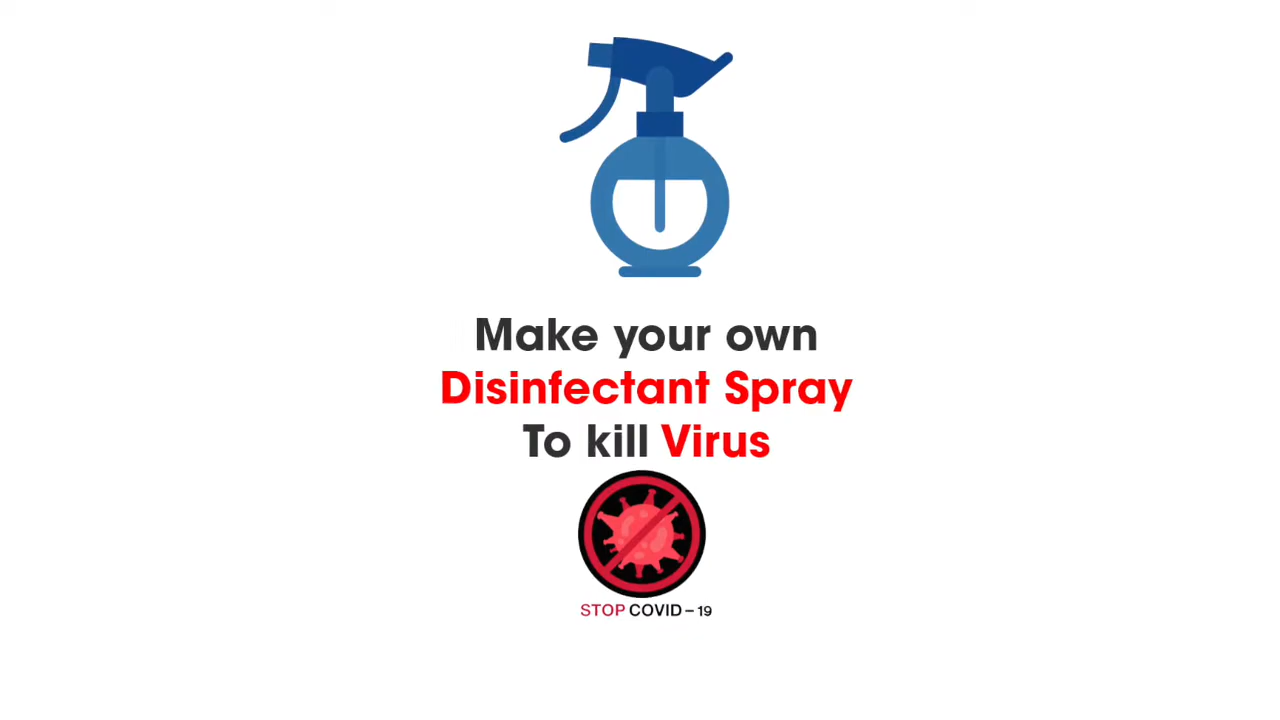 Make your own
Disinfectant Spray
To kill Virus
STOP COVID – 19